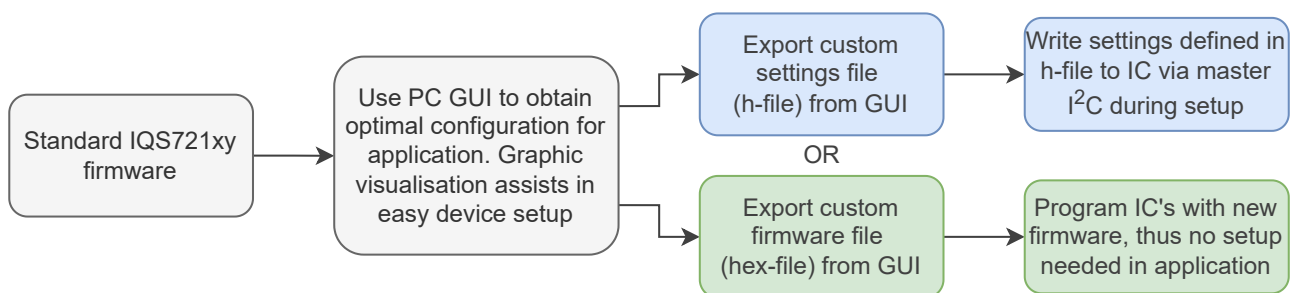 Standard IQS721xy
firmware
Use PC GUI to obtain
optimal configuration for
application. Graphic
visualisation assists in
easy device setup
Export custom
settings file
(h-file) from GUI
Write settings defined in
h-file to IC via master
I²C during setup
OR
Export custom
firmware file
(hex-file) from GUI
Program IC's with new
firmware, thus no setup
needed in application